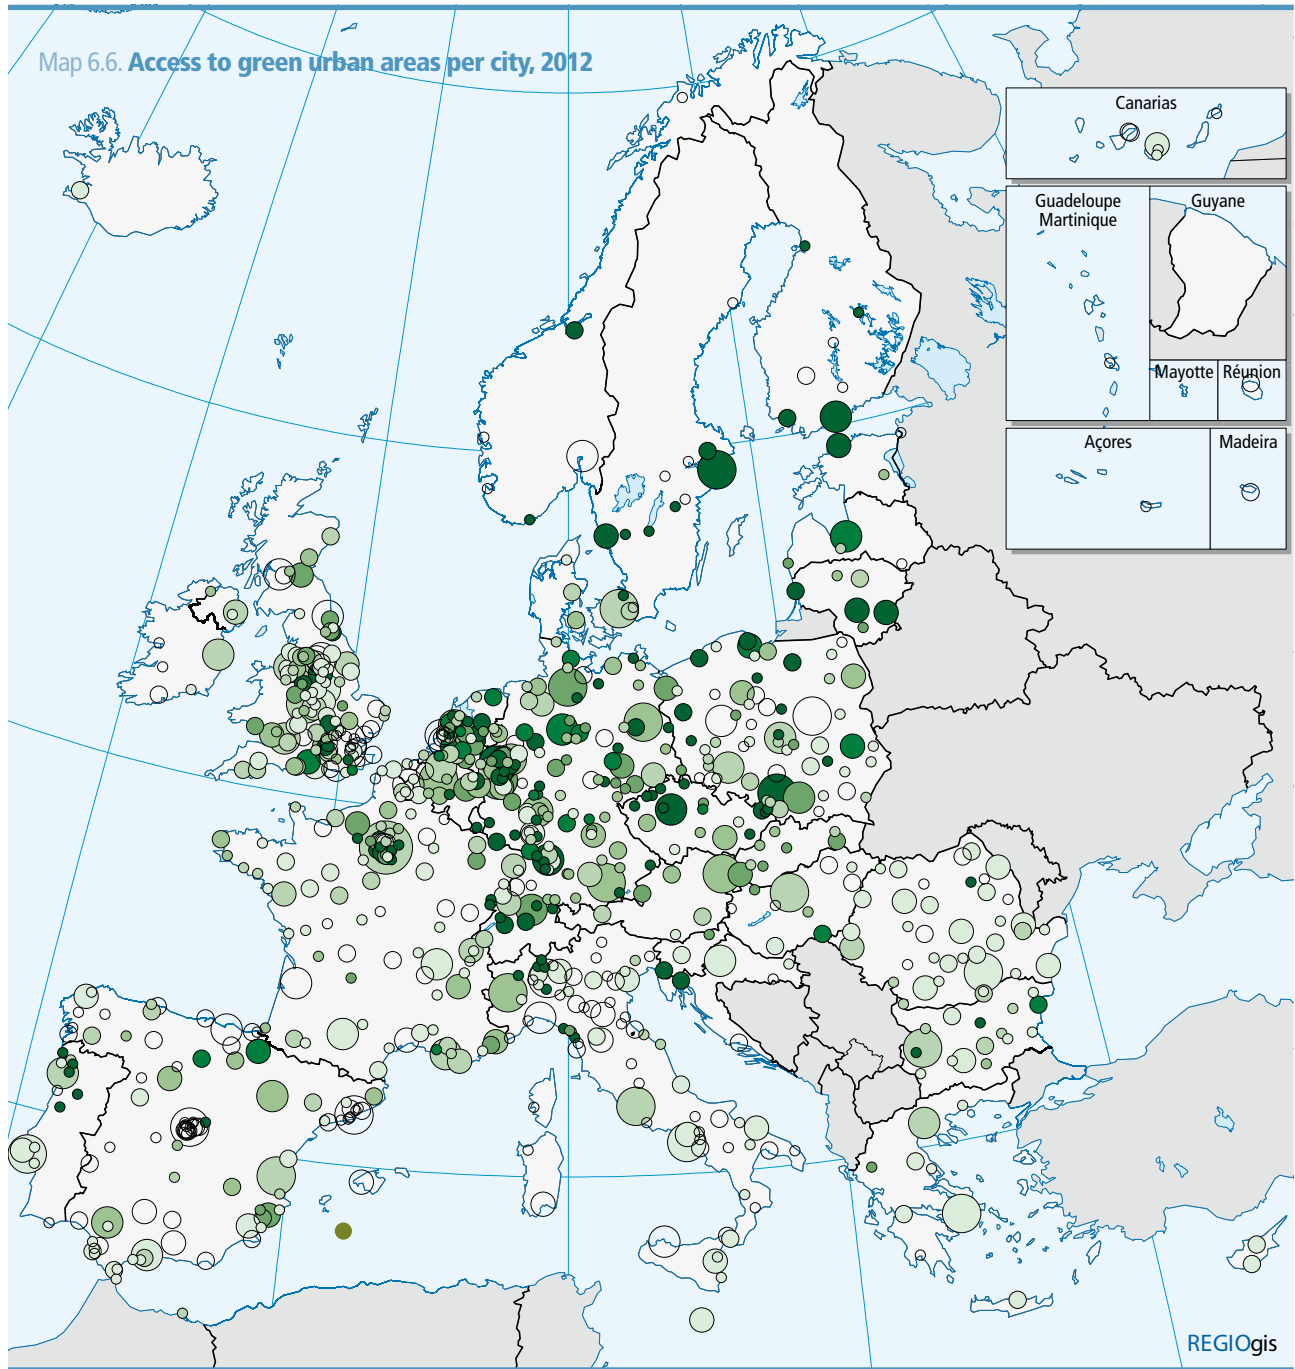 Map 6.6. Access to green urban areas per city, 2012
Canarias
Guadeloupe
Martinique
Guyane
Mayotte
Réunion
Açores
Madeira
REGIOgis